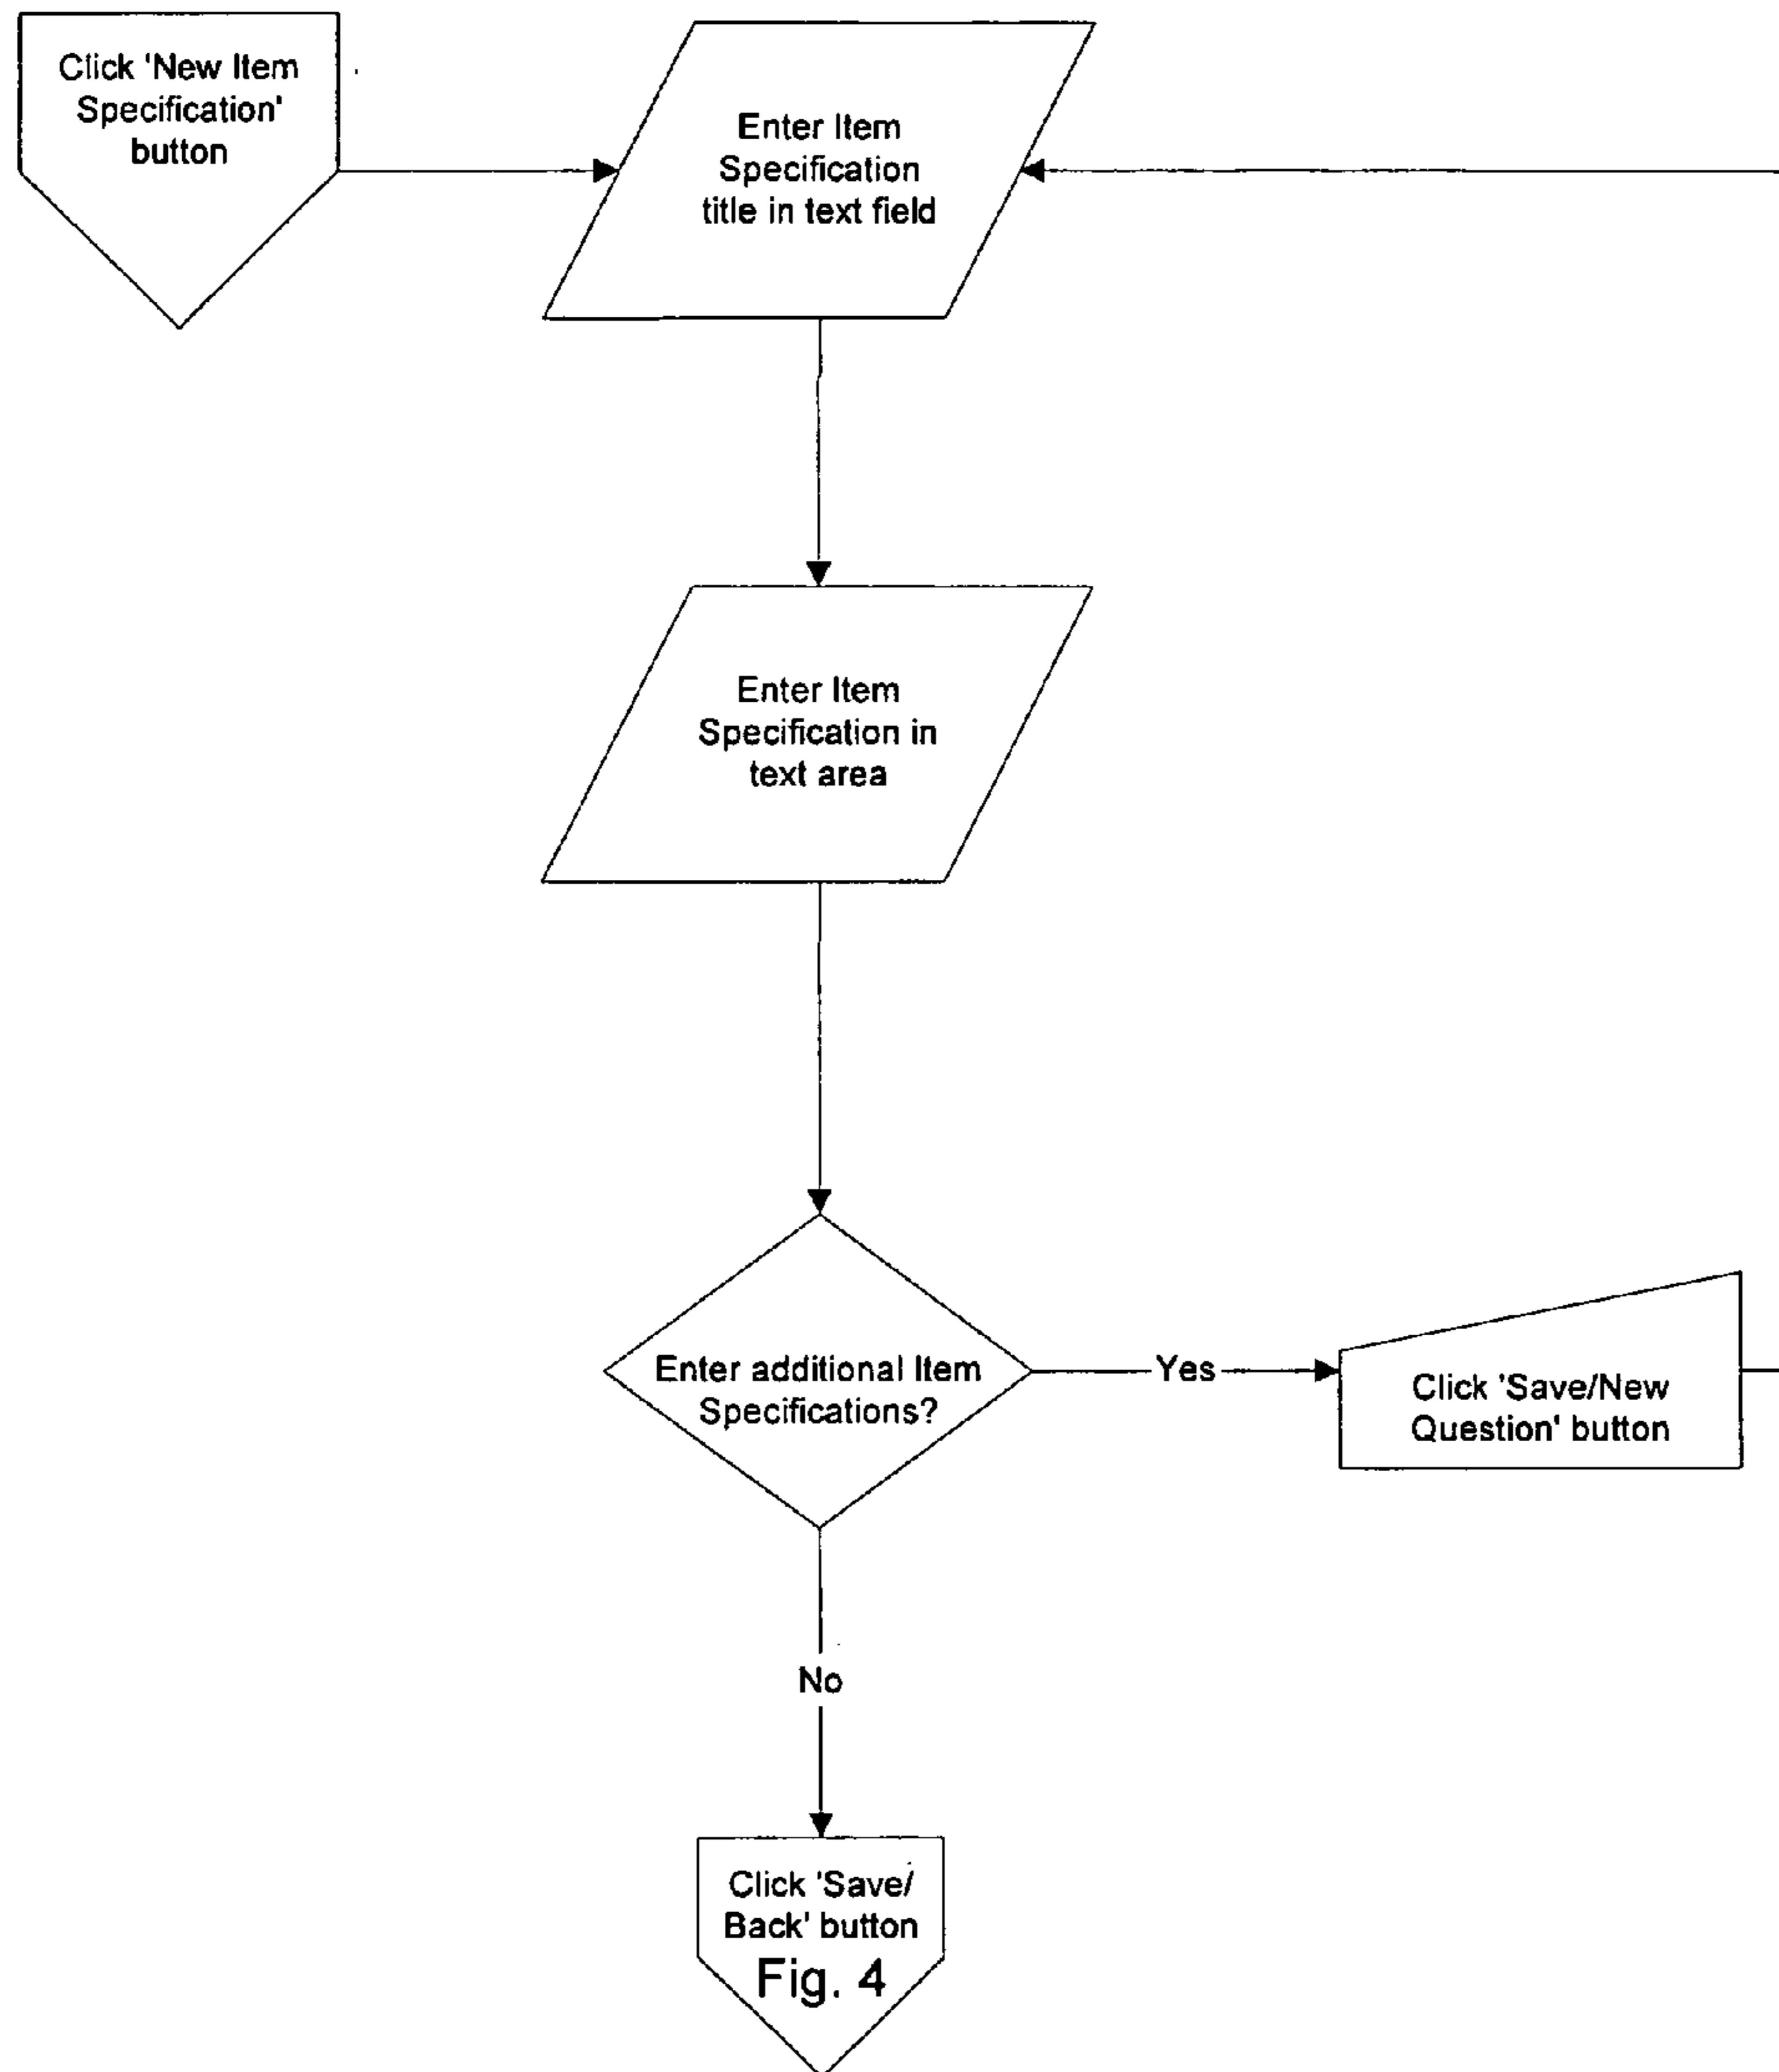 Click 'New Item
Specification'
button
Enter Item
Specification
title in text field
Enter Item
Specification in
text area
Enter additional Item
Specifications?
Yes
Click 'Save/New
Question' button
No
Click 'Save/
Back' button
Fig. 4